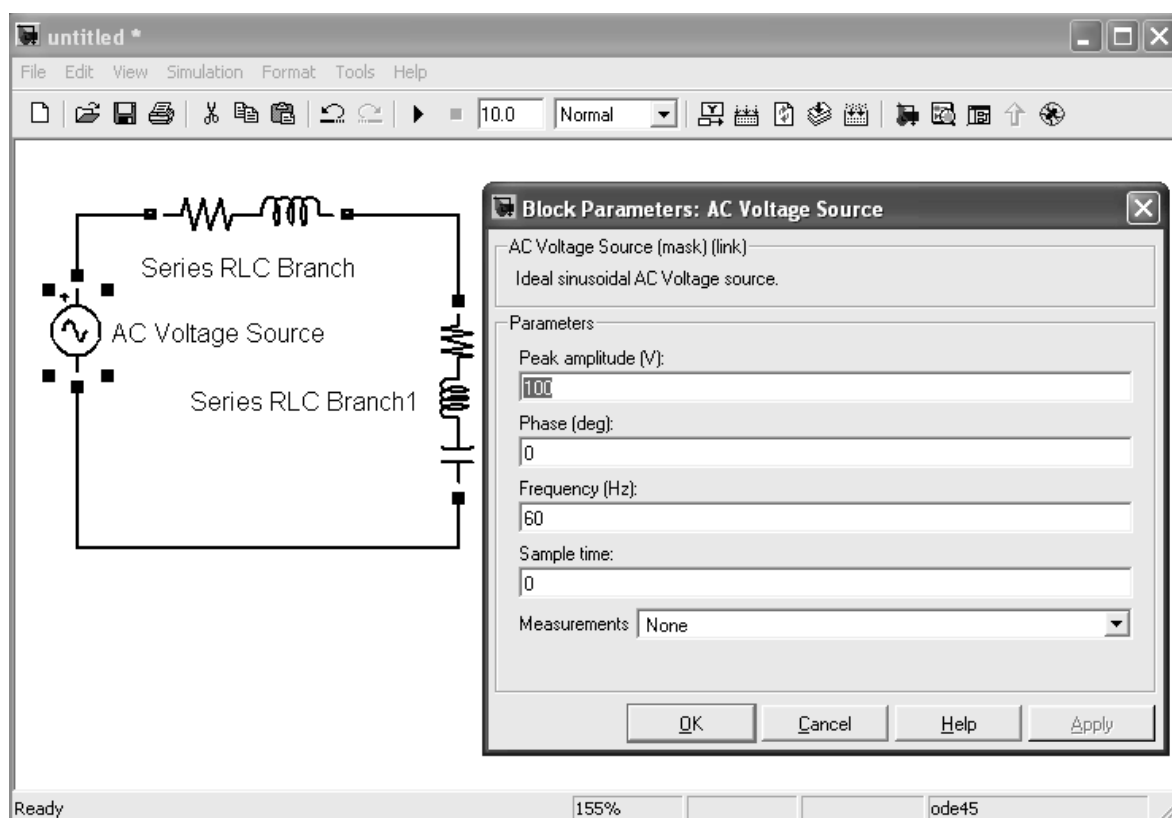 untitled *
File Edit View Simulation Format Tools Help
10.0 Normal
Block Parameters: AC Voltage Source
AC Voltage Source (mask) (link)
Ideal sinusoidal AC Voltage source.
Parameters
Peak amplitude (V):
100
Phase (deg):
0
Frequency (Hz):
60
Sample time:
0
Measurements None
OK Cancel Help Apply
Series RLC Branch
AC Voltage Source
Series RLC Branch1
Ready 155% ode45